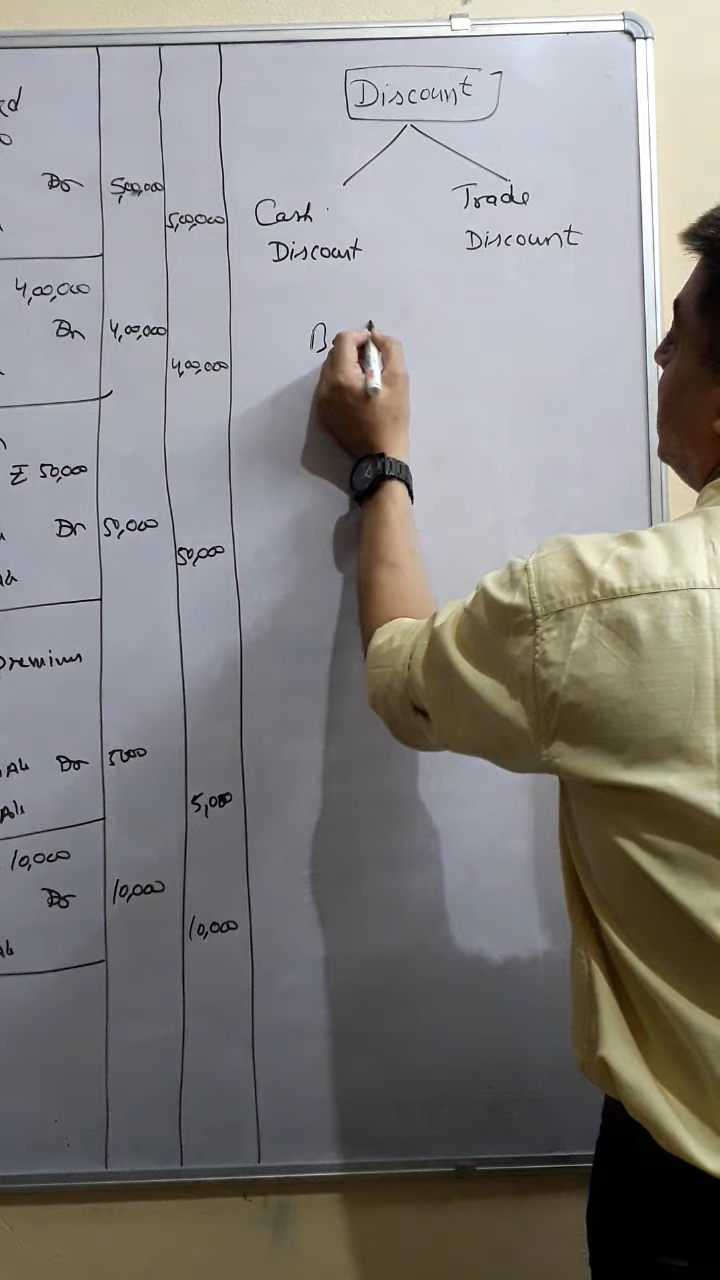 Discount
Cash Trade
Discount Discount
Dr 5,00,000
5,00,000
4,00,000
Dr 4,00,000
4,00,000
₹ 50,000
Dr 50,000
50,000
premium
Dr 5000
5,000
10,000
Dr 10,000
10,000